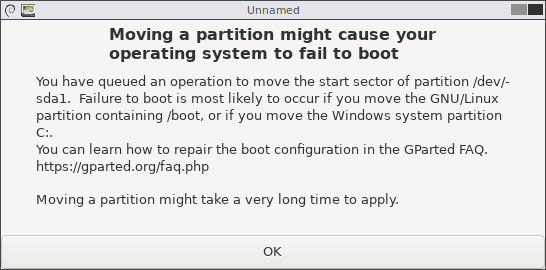 Unnamed
Moving a partition might cause your
operating system to fail to boot
You have queued an operation to move the start sector of partition /dev/-
sda1.  Failure to boot is most likely to occur if you move the GNU/Linux
partition containing /boot, or if you move the Windows system partition
C:.
You can learn how to repair the boot configuration in the GParted FAQ.
https://gparted.org/faq.php
Moving a partition might take a very long time to apply.
OK